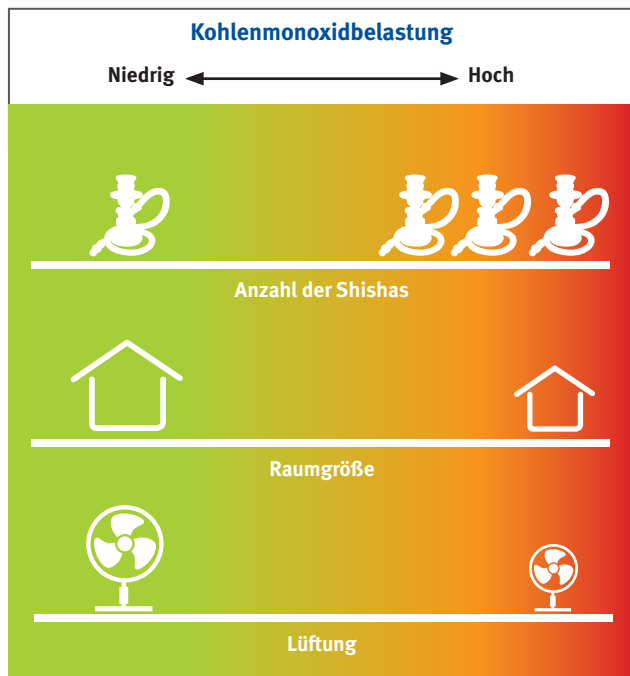 Kohlenmonoxidbelastung
Niedrig Hoch
Anzahl der Shishas
Raumgröße
Lüftung